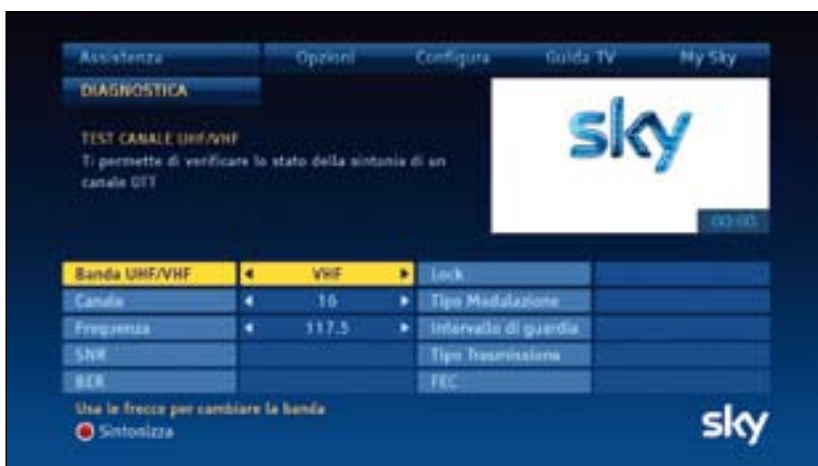 Assistenza Opzioni Configura Guida TV My Sky
DIAGNOSTICA
sky
TEST CANALE UHF/VHF
Ti permette di verificare lo stato della sintonia di un
canale DTT
00:00
Banda UHF/VHF VHF Lock
Canale 16 Tipo Modulazione
Frequenza 117.5 Intervallo di guardia
SNR Tipo Trasmissione
BER FEC
Usa le frecce per cambiare la banda
Sintonizza
sky